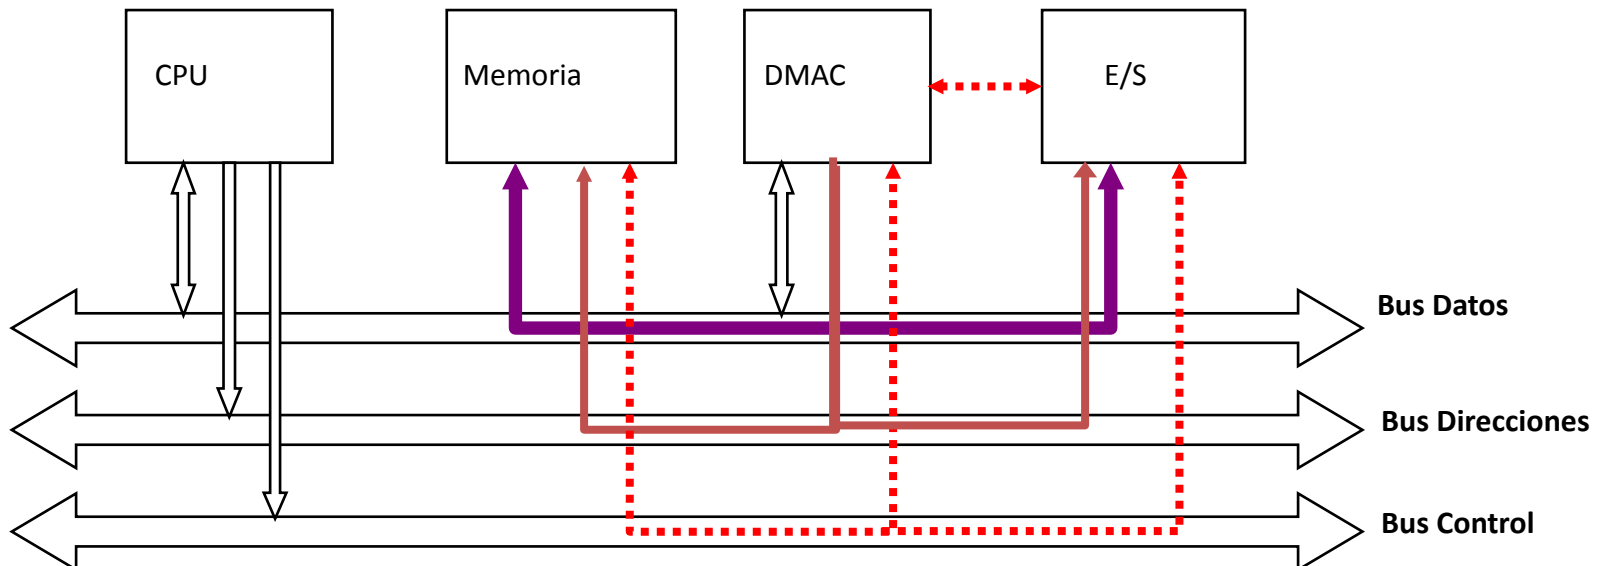 CPU
Memoria
DMAC
E/S
Bus Datos
Bus Direcciones
Bus Control